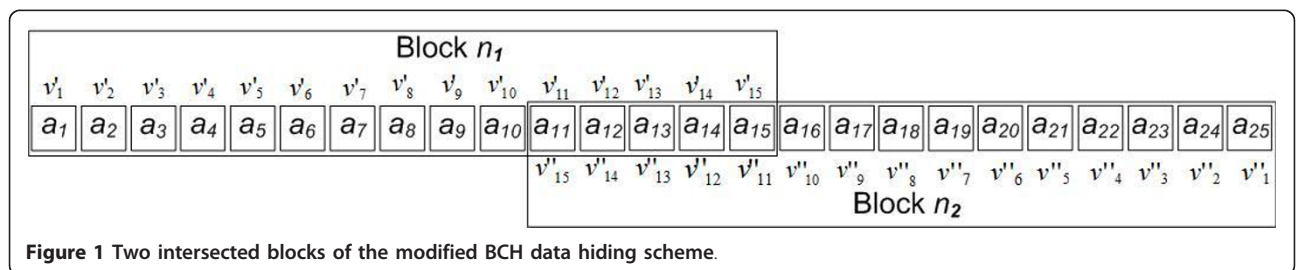 Block n1
v'1 v'2 v'3 v'4 v'5 v'6 v'7 v'8 v'9 v'10 v'11 v'12 v'13 v'14 v'15
a1 a2 a3 a4 a5 a6 a7 a8 a9 a10 a11 a12 a13 a14 a15 a16 a17 a18 a19 a20 a21 a22 a23 a24 a25
v''15 v''14 v''13 v''12 v''11 v''10 v''9 v''8 v''7 v''6 v''5 v''4 v''3 v''2 v''1
Block n2
Figure 1 Two intersected blocks of the modified BCH data hiding scheme.